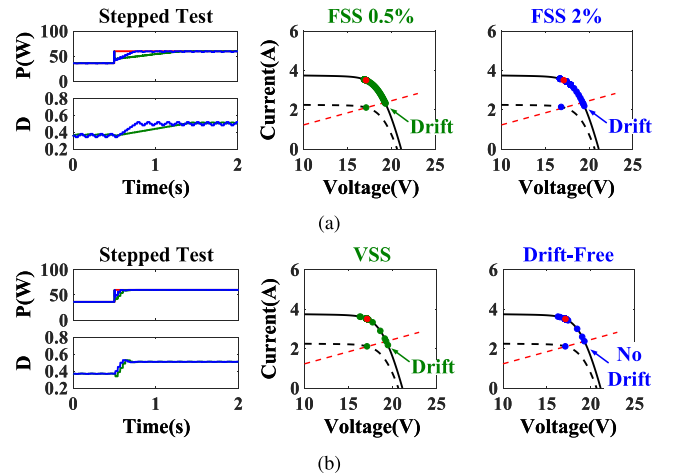 Stepped Test
FSS 0.5%
FSS 2%
P(W)
100
50
0
D
0.8
0.6
0.4
0.2
0
1
2
Time(s)
Current(A)
6
4
2
0
Drift
10
15
20
25
Voltage(V)
6
4
2
0
Drift
10
15
20
25
Voltage(V)
(a)
Stepped Test
VSS
Drift-Free
P(W)
100
50
0
D
0.8
0.6
0.4
0.2
0
1
2
Time(s)
Current(A)
6
4
2
0
Drift
10
15
20
25
Voltage(V)
6
4
2
0
No
Drift
10
15
20
25
Voltage(V)
(b)